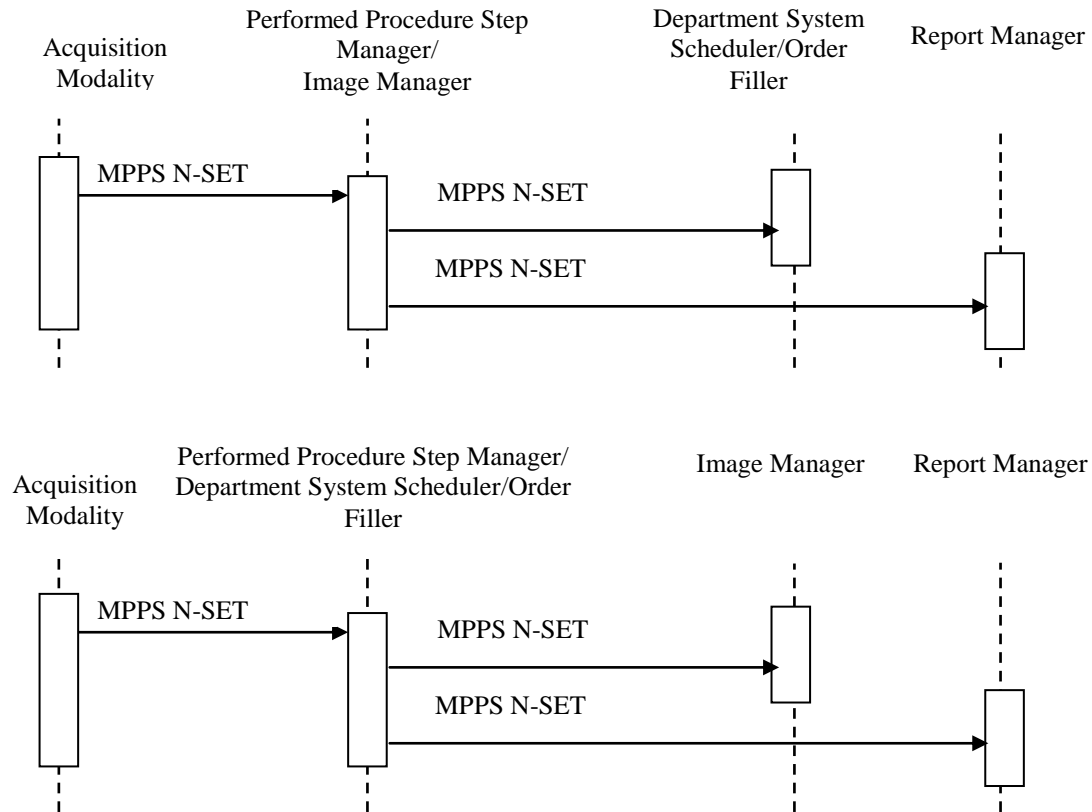 Acquisition
Modality
Performed Procedure Step
Manager/
Image Manager
Department System
Scheduler/Order
Filler
Report Manager
MPPS N-SET
MPPS N-SET
MPPS N-SET
Acquisition
Modality
Performed Procedure Step Manager/
Department System Scheduler/Order
Filler
Image Manager
Report Manager
MPPS N-SET
MPPS N-SET
MPPS N-SET